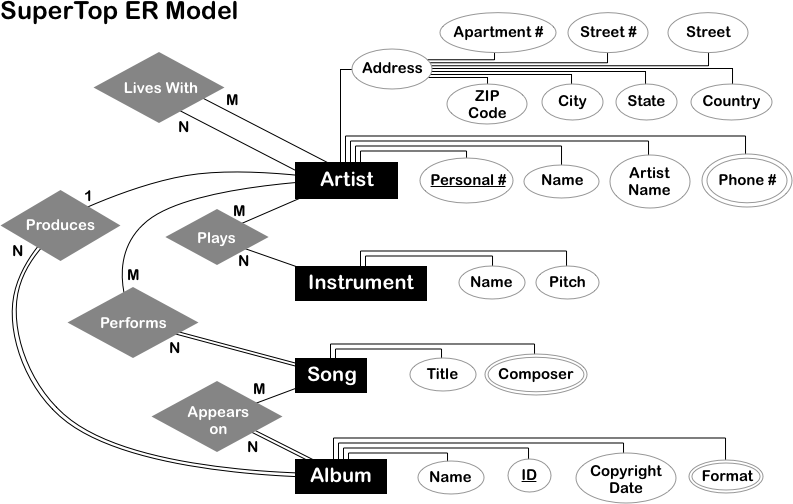 SuperTop ER Model
Apartment #
Street #
Street
Address
ZIP
Code
City
State
Country
Lives With
M
N
Artist
Personal #
Name
Artist
Name
Phone #
Produces
1
N
Plays
M
N
Instrument
Name
Pitch
Performs
M
N
Song
Title
Composer
Appears
on
M
N
Album
Name
ID
Copyright
Date
Format